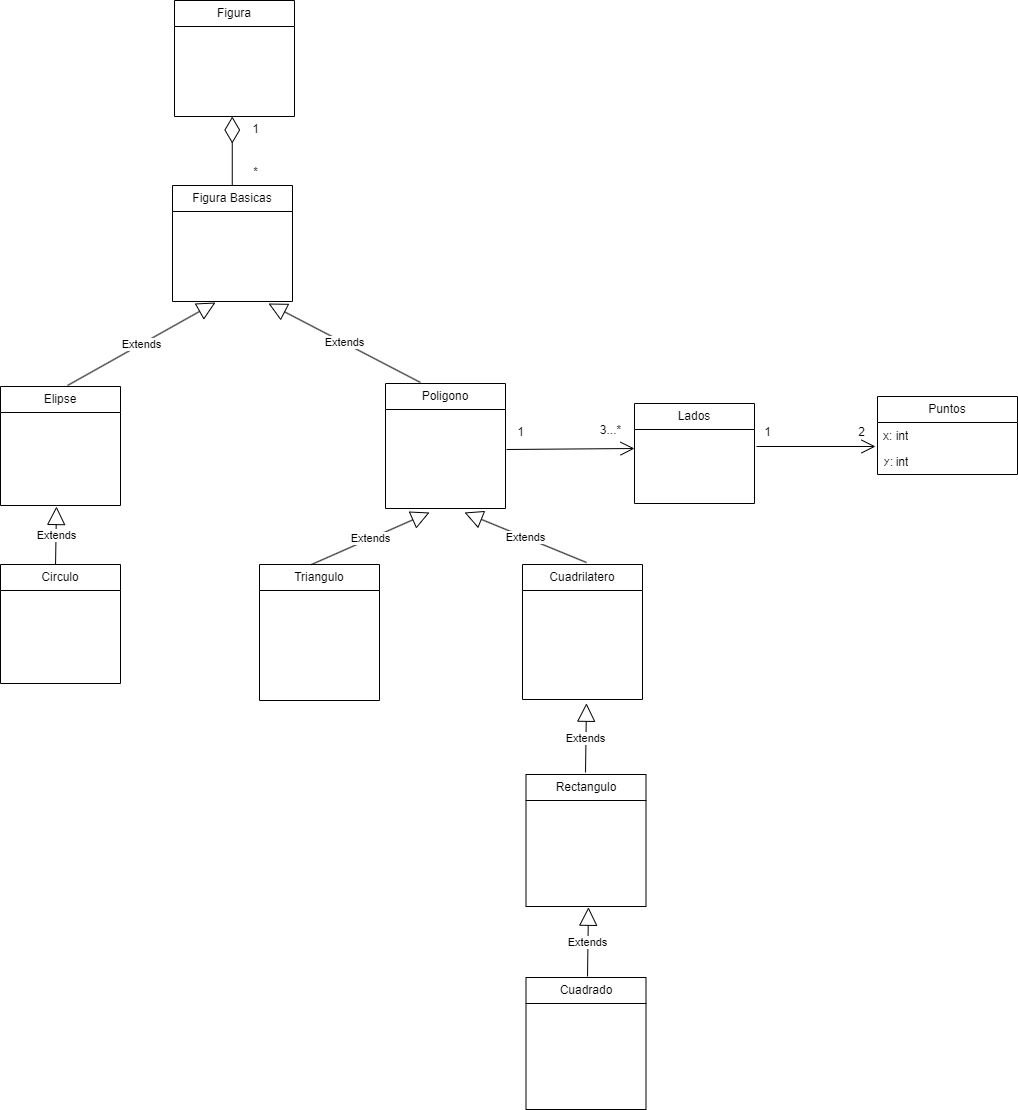 Figura
1
*
Figura Basicas
Extends
Extends
Elipse
Poligono
1
3...*
Lados
1
2
Puntos
x: int
y: int
Extends
Extends
Extends
Circulo
Triangulo
Cuadrilatero
Extends
Rectangulo
Extends
Cuadrado